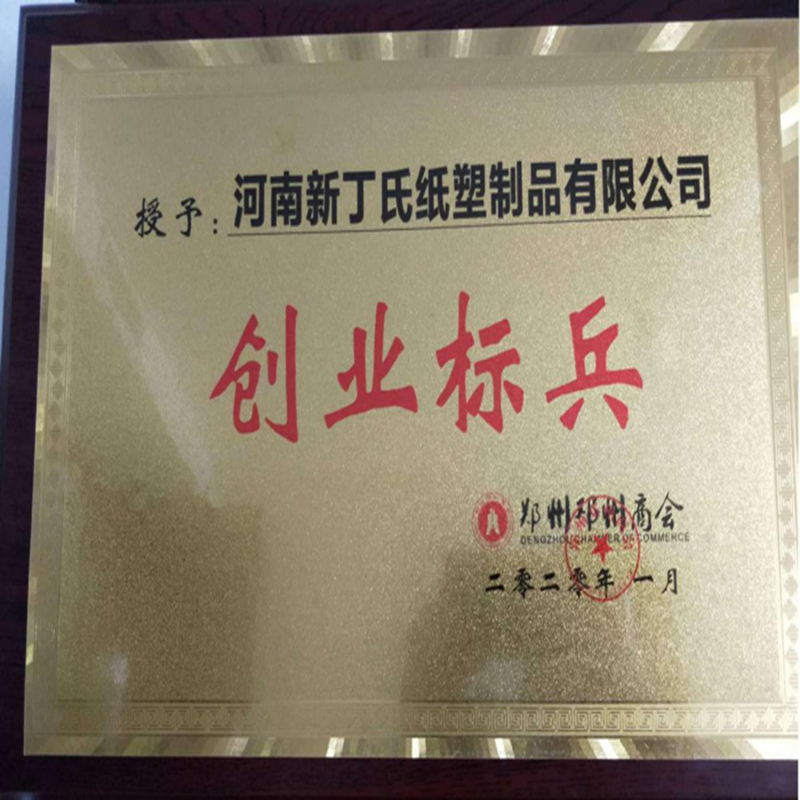 授予：河南新丁氏纸塑制品有限公司
创业标兵
郑州邓州商会
DENGZHOU CHAMBER OF COMMERCE
二零二零年 一月